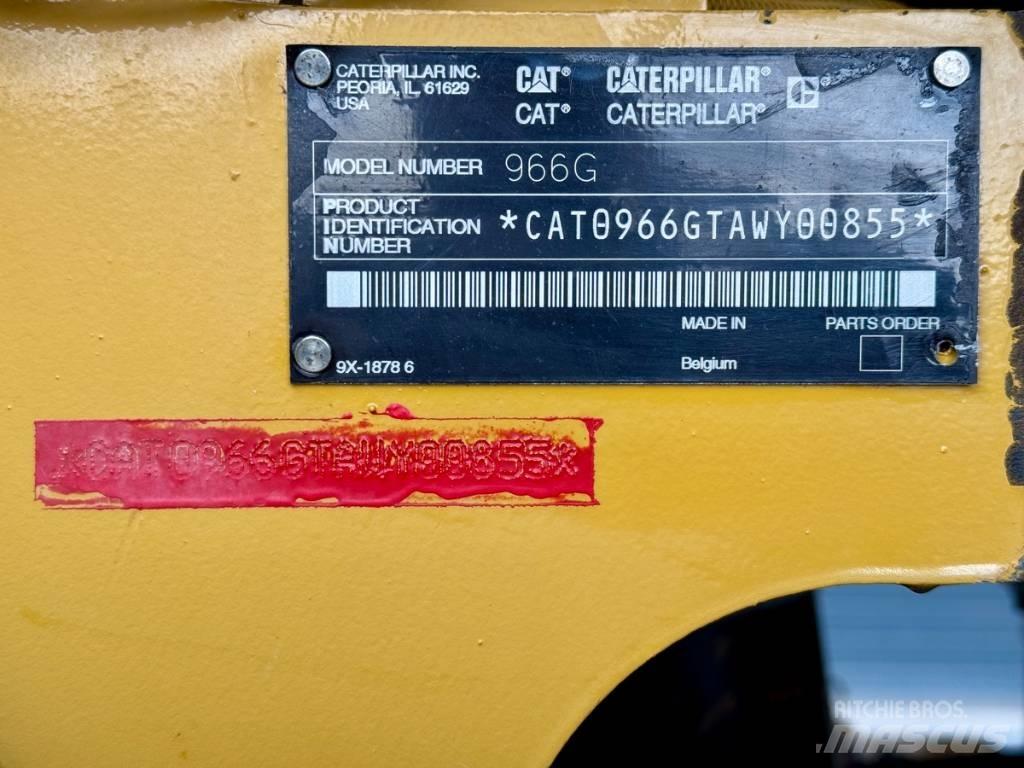 CATERPILLAR INC.
PEORIA, IL 61629
USA
CAT® CATERPILLAR®
CAT® CATERPILLAR®
MODEL NUMBER 966G
PRODUCT
IDENTIFICATION
NUMBER
*CAT0966GTAWY00855*
MADE IN PARTS ORDER
9X-1878 6 Belgium
*CAT0966GTAWY00855*
RITCHIE BROS.
MASCUS